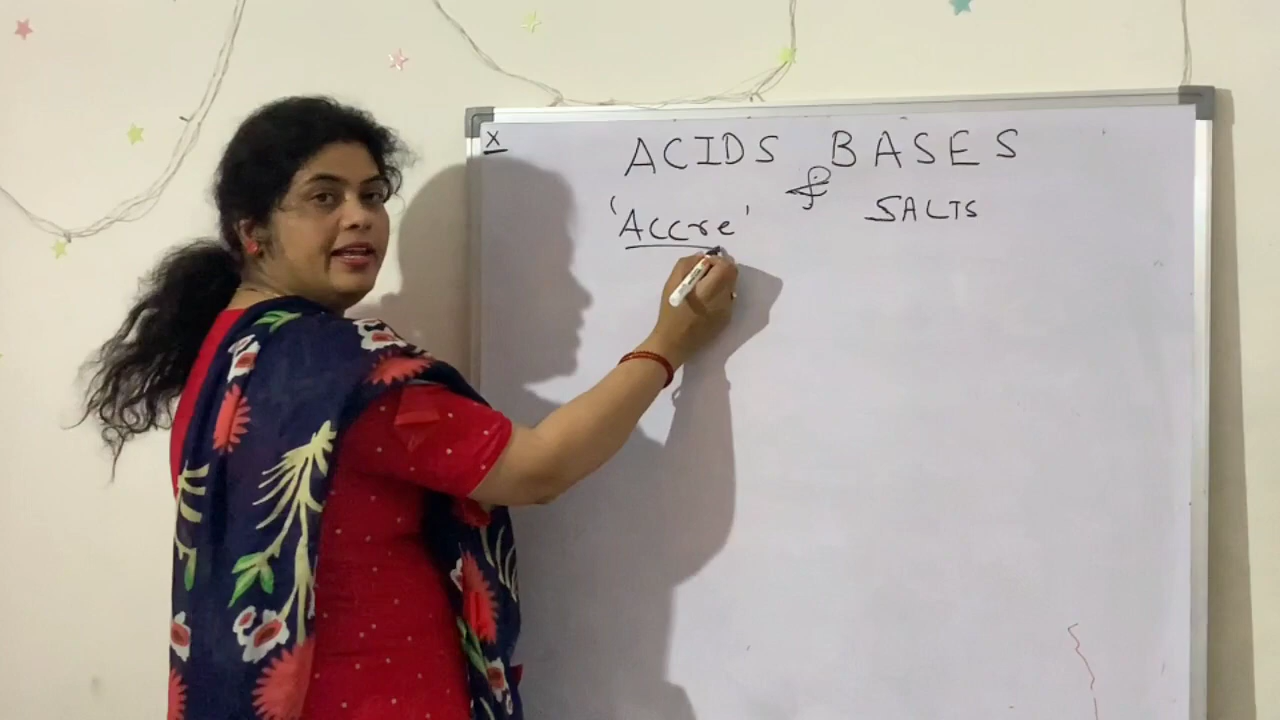 X
ACIDS BASES
&
SALTS
'Accre'